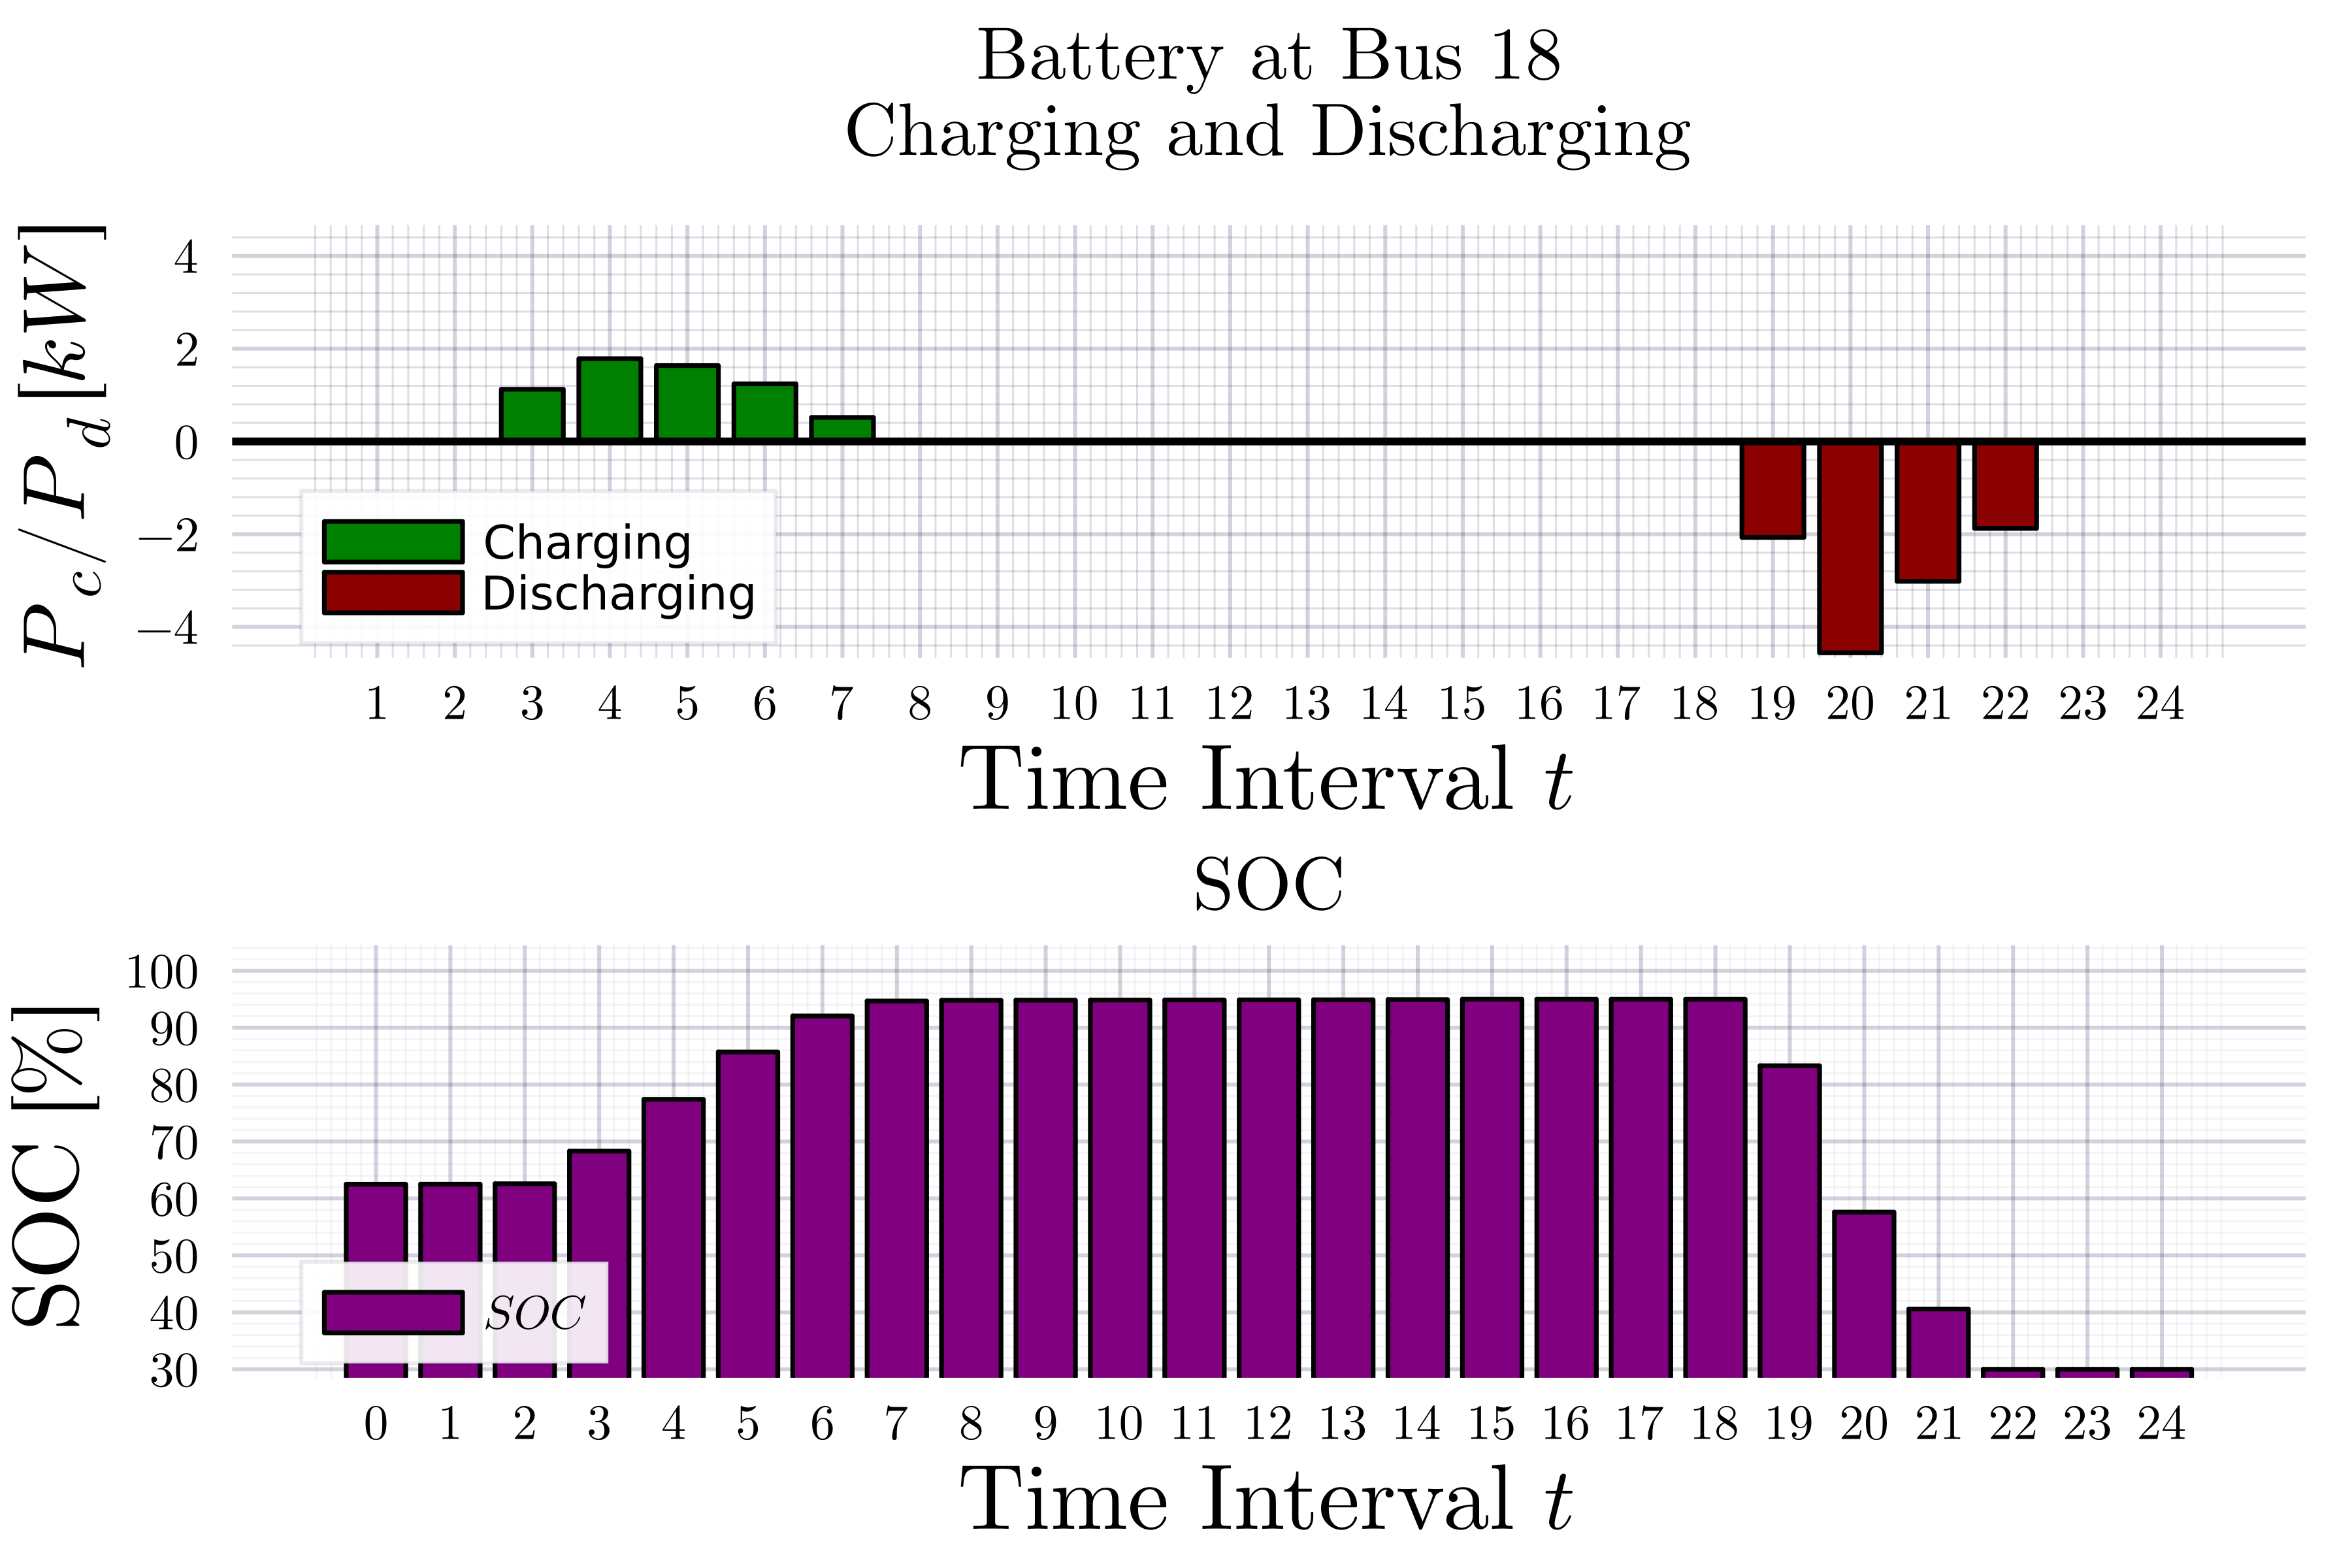 Battery at Bus 18
Charging and Discharging
P_c/P_d [kW]
4
2
0
−2
−4
Charging
Discharging
1 2 3 4 5 6 7 8 9 10 11 12 13 14 15 16 17 18 19 20 21 22 23 24
Time Interval t
SOC
SOC [%]
100
90
80
70
60
50
40
30
SOC
0 1 2 3 4 5 6 7 8 9 10 11 12 13 14 15 16 17 18 19 20 21 22 23 24
Time Interval t